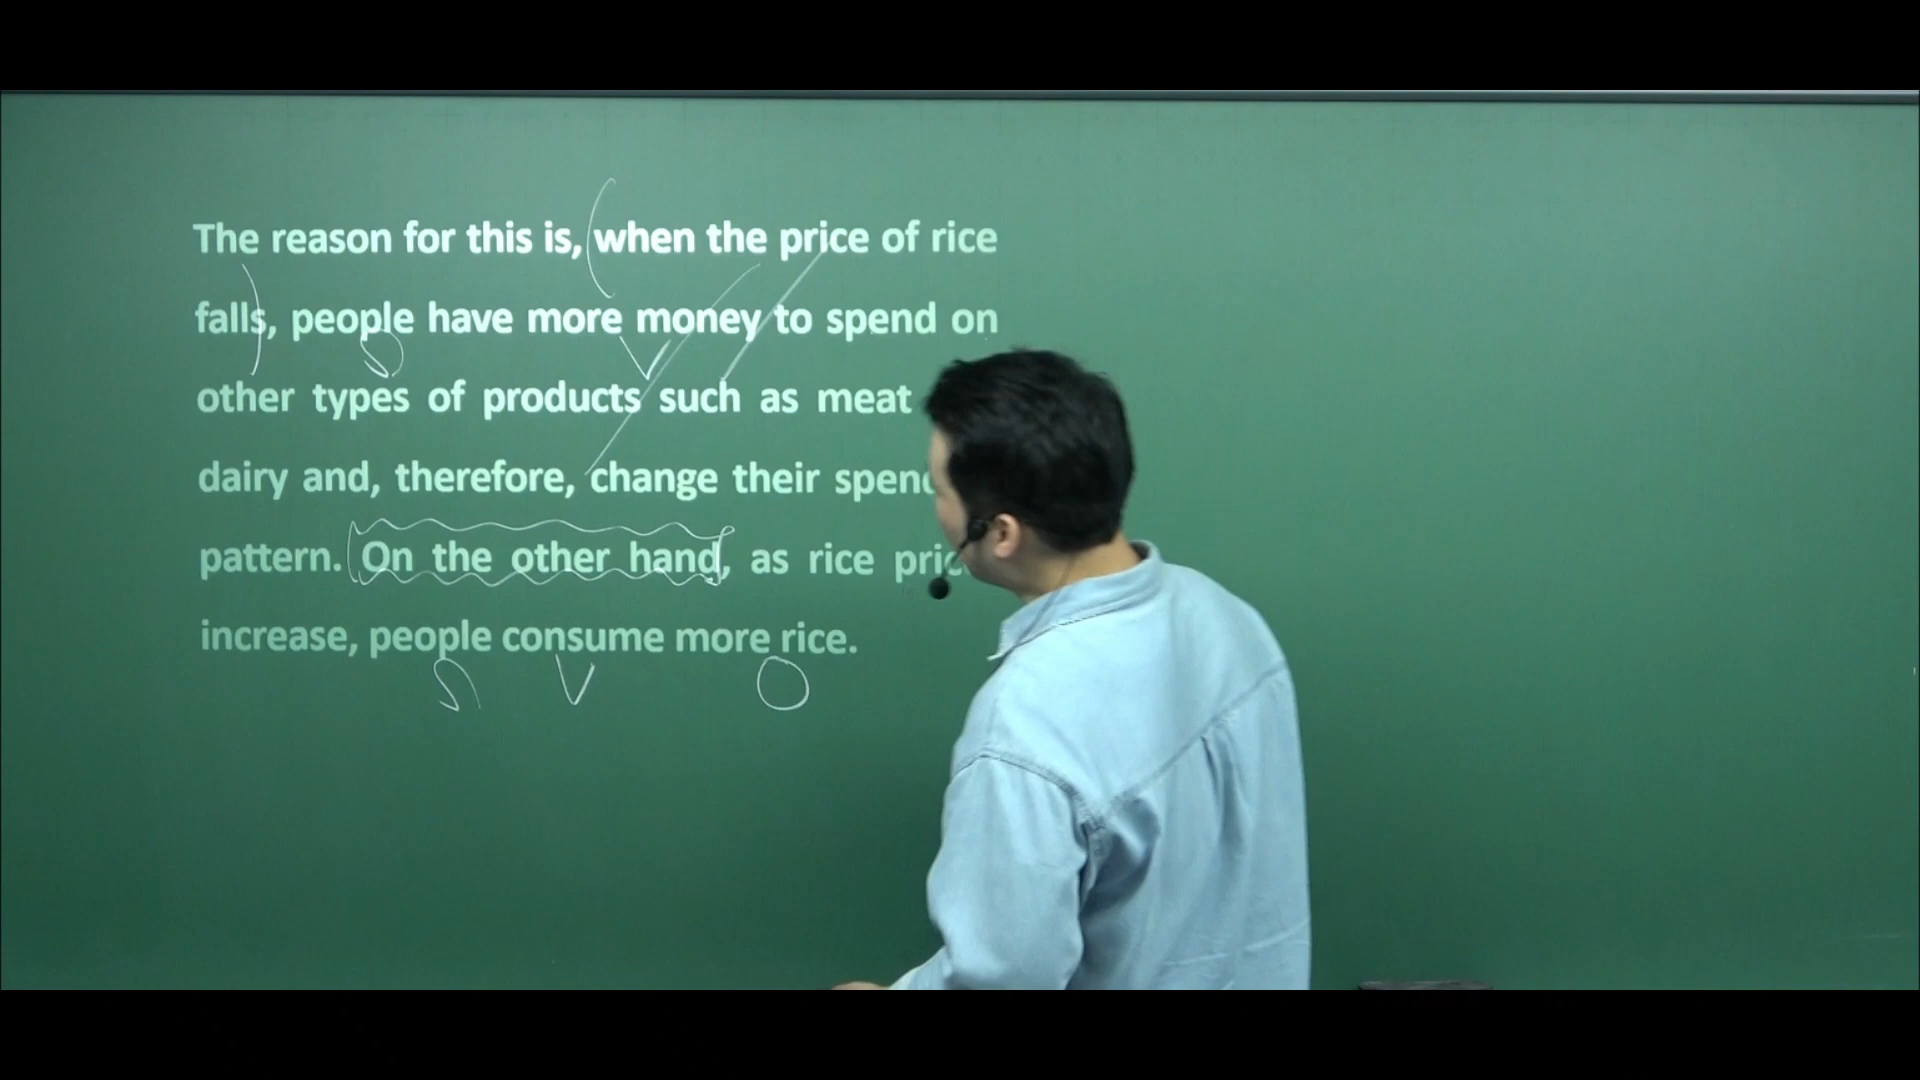 The reason for this is, when the price of rice
falls, people have more money to spend on
other types of products such as meat
dairy and, therefore, change their
pattern. On the other hand, as rice
increase, people consume more rice.
S V
S V O